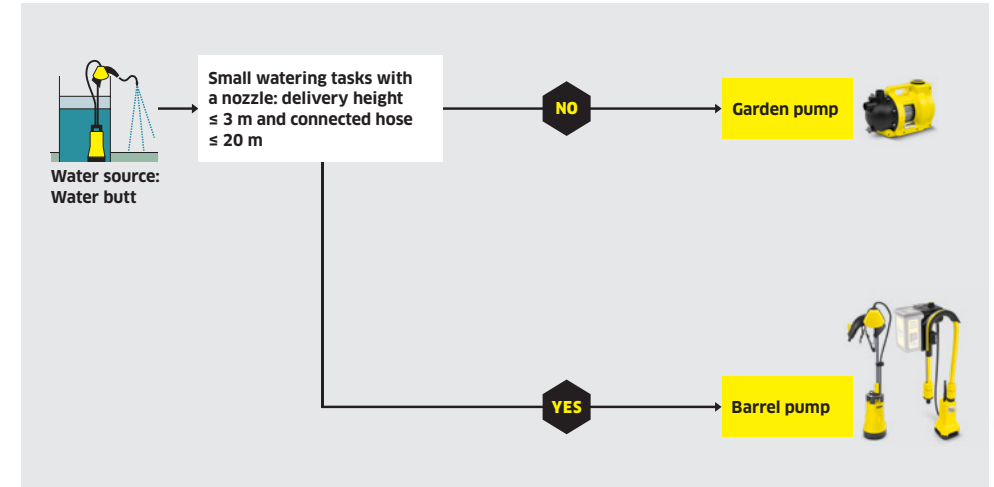 Small watering tasks with
a nozzle: delivery height
≤ 3 m and connected hose
≤ 20 m
NO
Garden pump
Water source:
Water butt
YES
Barrel pump